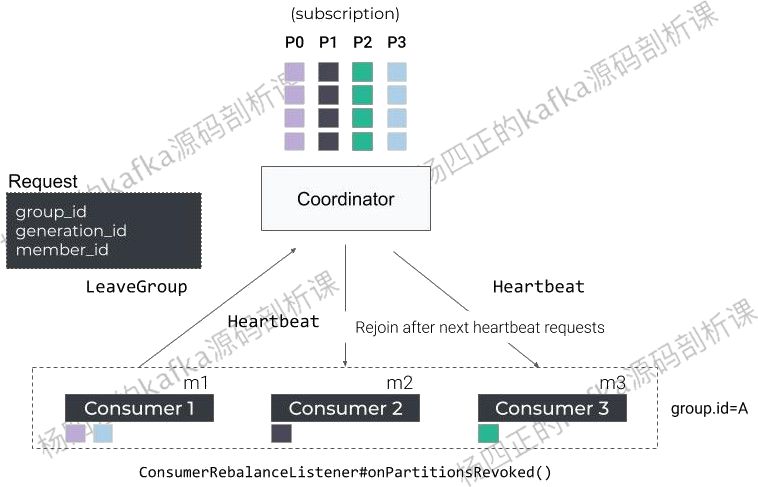 (subscription)
P0 P1 P2 P3
Request
group_id
generation_id
member_id
Coordinator
LeaveGroup
Heartbeat
Heartbeat
Rejoin after next heartbeat requests
m1 m2 m3
Consumer 1 Consumer 2 Consumer 3
group.id=A
ConsumerRebalanceListener#onPartitionsRevoked()
杨四正的kafka源码剖析课
杨四正的kafka源码剖析课
杨四正的kafka源码剖析课
杨四正的kafka源码剖析课